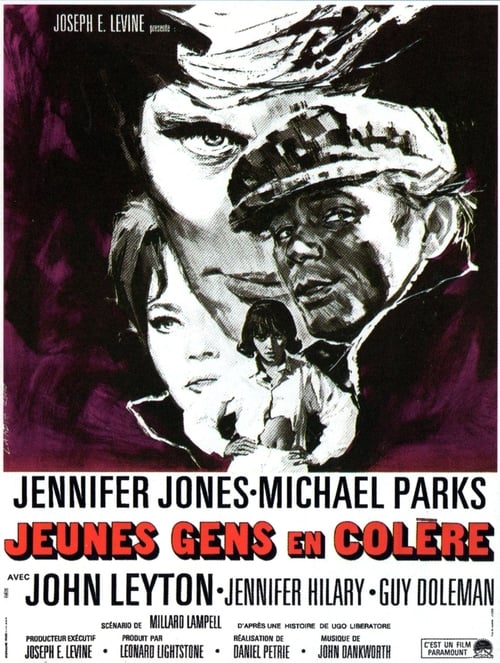 JOSEPH E. LEVINE présente
JENNIFER JONES • MICHAEL PARKS
JEUNES GENS EN COLÈRE
AVEC JOHN LEYTON • JENNIFER HILARY • GUY DOLEMAN
SCÉNARIO DE MILLARD LAMPELL D'APRÈS UNE HISTOIRE DE UGO LIBERATORE
PRODUCTEUR EXÉCUTIF PRODUIT PAR RÉALISATION DE MUSIQUE DE
JOSEPH E. LEVINE LEONARD LIGHTSTONE DANIEL PETRIE JOHN DANKWORTH
C'EST UN FILM
PARAMOUNT